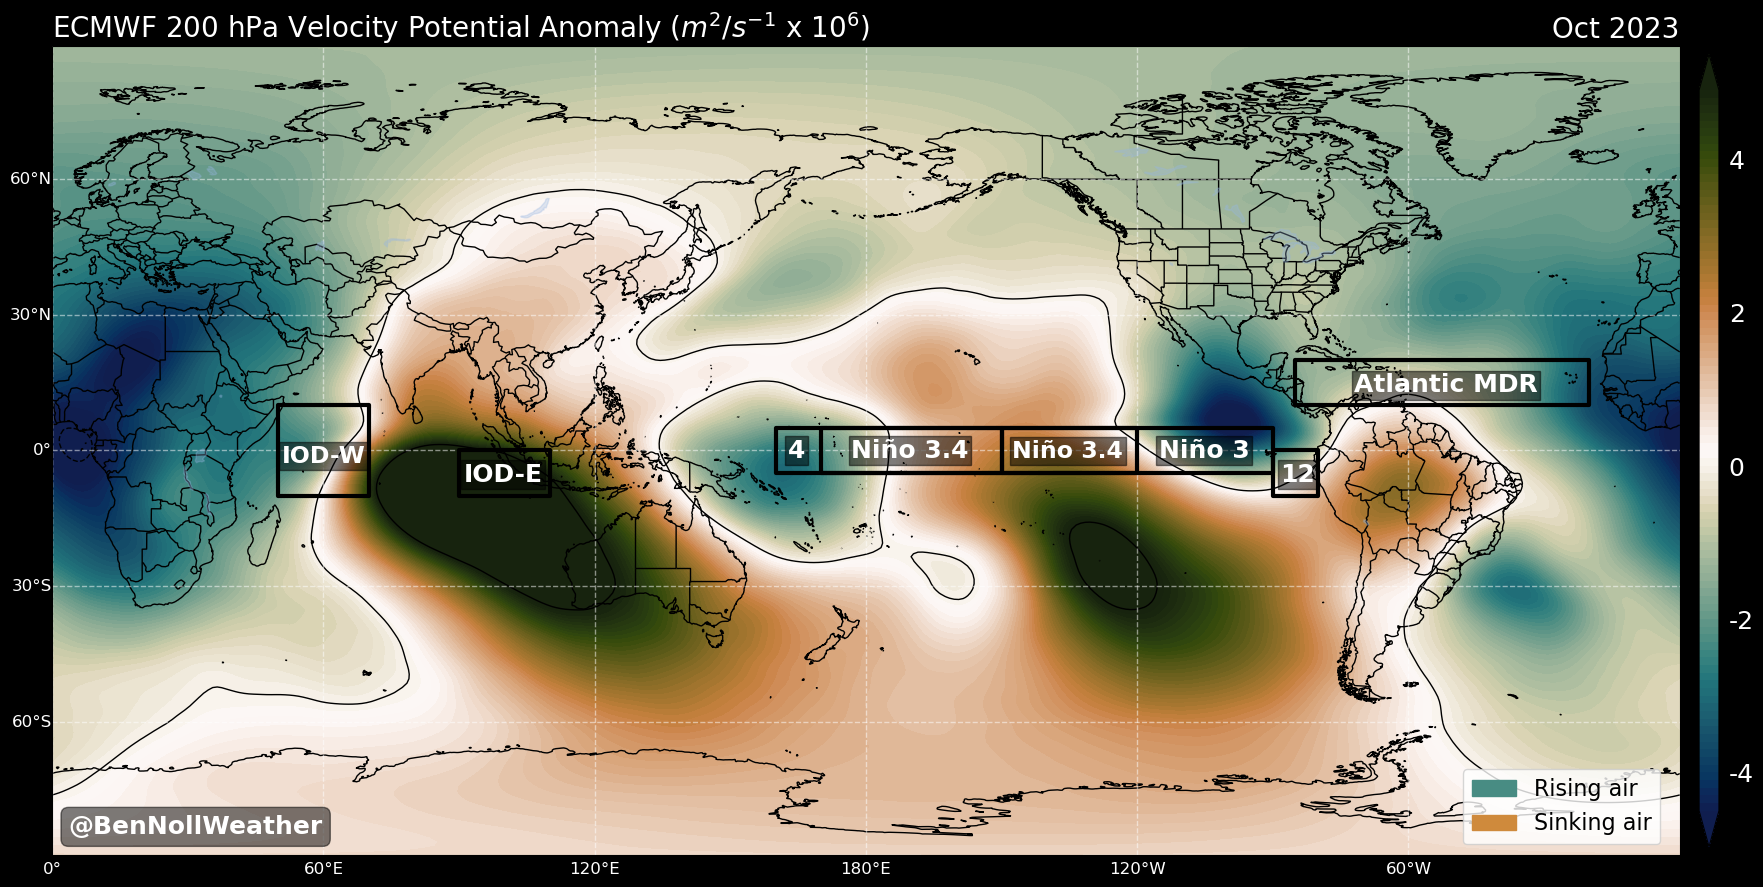 ECMWF 200 hPa Velocity Potential Anomaly (m²/s⁻¹ x 10⁶)
Oct 2023
60°N
30°N
0°
30°S
60°S
0°
60°E
120°E
180°E
120°W
60°W
IOD-W
IOD-E
4
Niño 3.4
Niño 3.4
Niño 3
12
Atlantic MDR
4
2
0
-2
-4
Rising air
Sinking air
@BenNollWeather